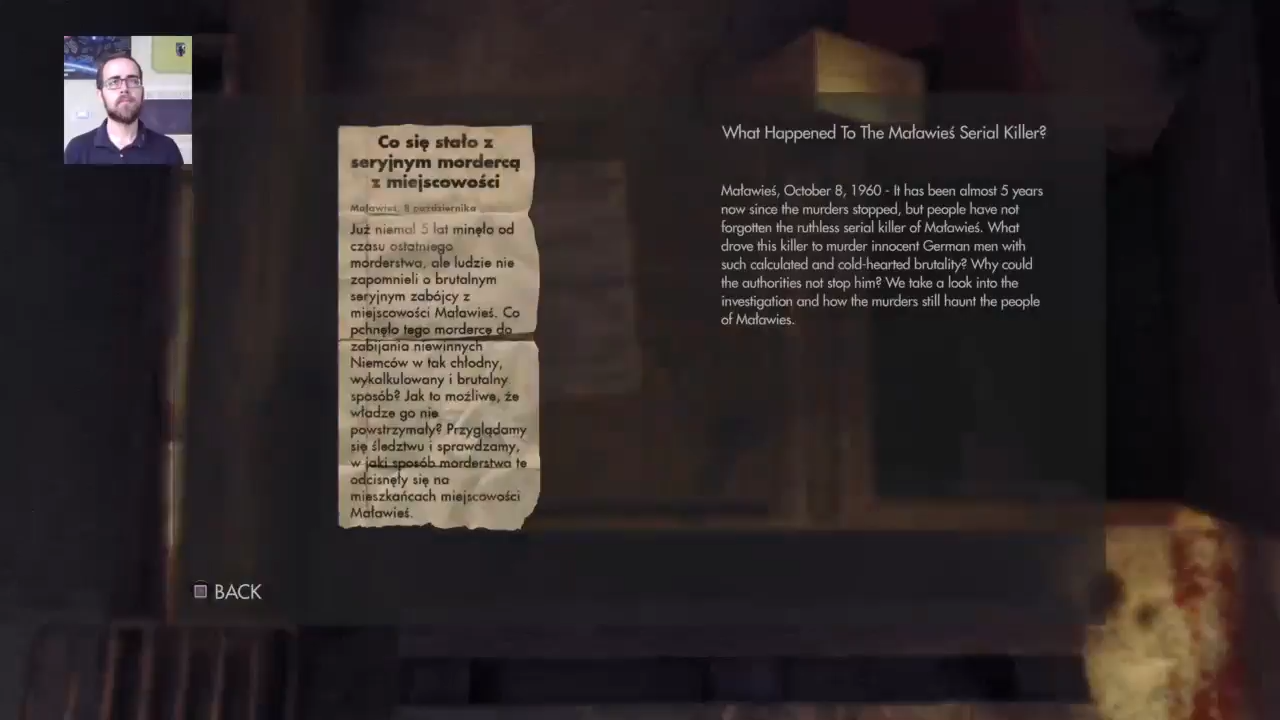 Co się stało z
seryjnym mordercą
z miejscowości
Maławieś, 8 października
Już niemal 5 lat minęło od
czasu ostatniego
morderstwa, ale ludzie nie
zapomnieli o brutalnym
seryjnym zabójcy z
miejscowości Maławieś. Co
pchnęło tego mordercę do
zabijania niewinnych
Niemców w tak chłodny,
wykalkulowany i brutalny
sposób? Jak to możliwe, że
władze go nie
powstrzymały? Przyglądamy
się śledztwu i sprawdzamy,
w jaki sposób morderstwa te
odcisnęły się na
mieszkańcach miejscowości
Maławieś.
What Happened To The Maławieś Serial Killer?
Maławieś, October 8, 1960 - It has been almost 5 years
now since the murders stopped, but people have not
forgotten the ruthless serial killer of Maławieś. What
drove this killer to murder innocent German men with
such calculated and cold-hearted brutality? Why could
the authorities not stop him? We take a look into the
investigation and how the murders still haunt the people
of Maławies.
BACK